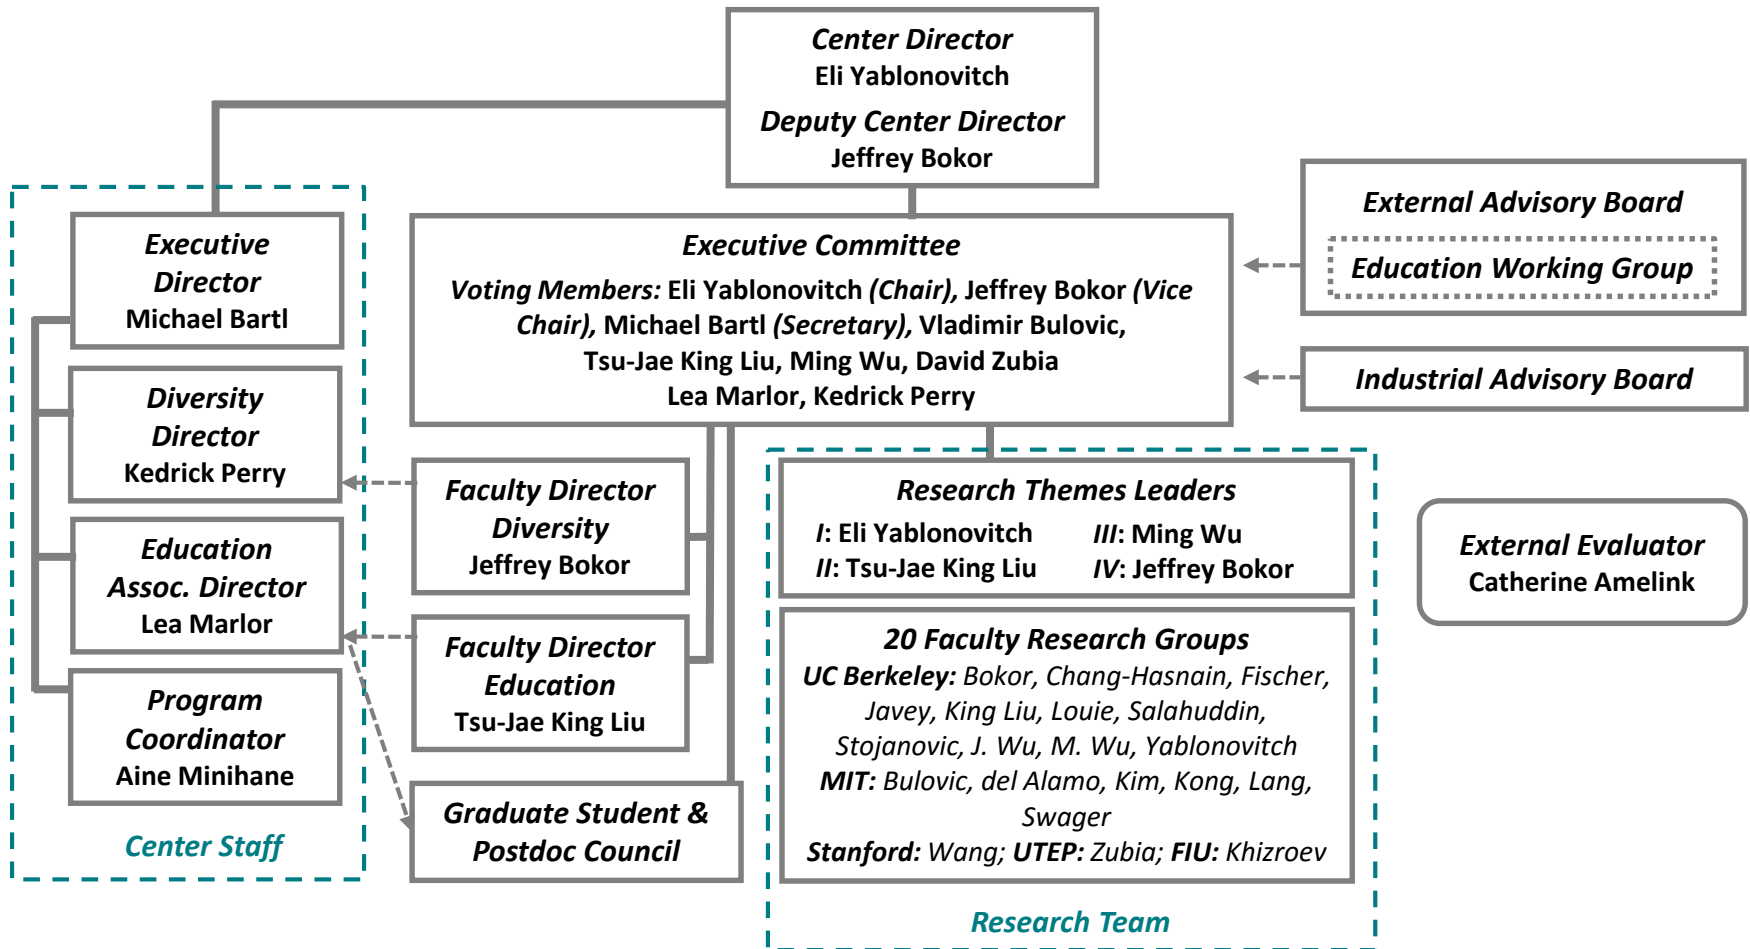 Center Director
Eli Yablonovitch
Deputy Center Director
Jeffrey Bokor
Executive
Director
Michael Bartl
Diversity
Director
Kedrick Perry
Education
Assoc. Director
Lea Marlor
Program
Coordinator
Aine Minihane
Center Staff
Executive Committee
Voting Members: Eli Yablonovitch (Chair), Jeffrey Bokor (Vice
Chair), Michael Bartl (Secretary), Vladimir Bulovic,
Tsu-Jae King Liu, Ming Wu, David Zubia
Lea Marlor, Kedrick Perry
External Advisory Board
Education Working Group
Industrial Advisory Board
Faculty Director
Diversity
Jeffrey Bokor
Faculty Director
Education
Tsu-Jae King Liu
Graduate Student &
Postdoc Council
Research Themes Leaders
I: Eli Yablonovitch
II: Tsu-Jae King Liu
III: Ming Wu
IV: Jeffrey Bokor
20 Faculty Research Groups
UC Berkeley: Bokor, Chang-Hasnain, Fischer,
Javey, King Liu, Louie, Salahuddin,
Stojanovic, J. Wu, M. Wu, Yablonovitch
MIT: Bulovic, del Alamo, Kim, Kong, Lang,
Swager
Stanford: Wang; UTEP: Zubia; FIU: Khizroev
Research Team
External Evaluator
Catherine Amelink